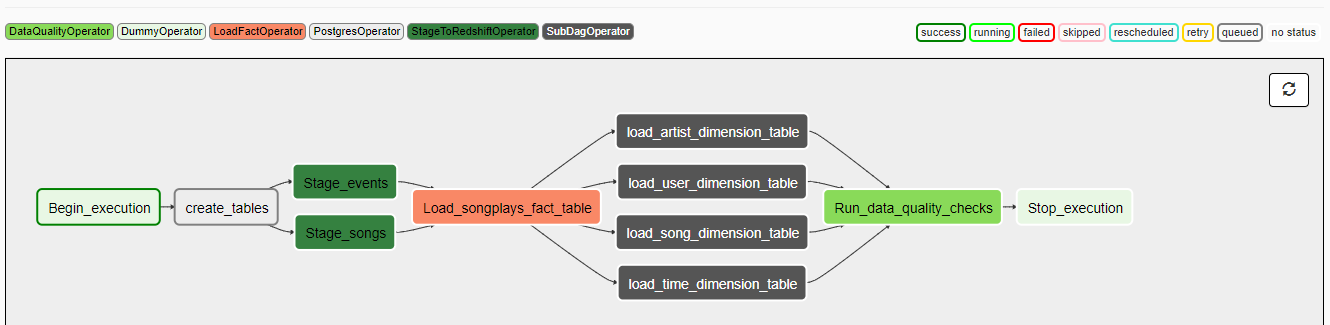 DataQualityOperator DummyOperator LoadFactOperator PostgresOperator StageToRedshiftOperator SubDagOperator success running failed skipped rescheduled retry queued no status
load_artist_dimension_table
Stage_events load_user_dimension_table
Begin_execution create_tables Load_songplays_fact_table Run_data_quality_checks Stop_execution
Stage_songs load_song_dimension_table
load_time_dimension_table